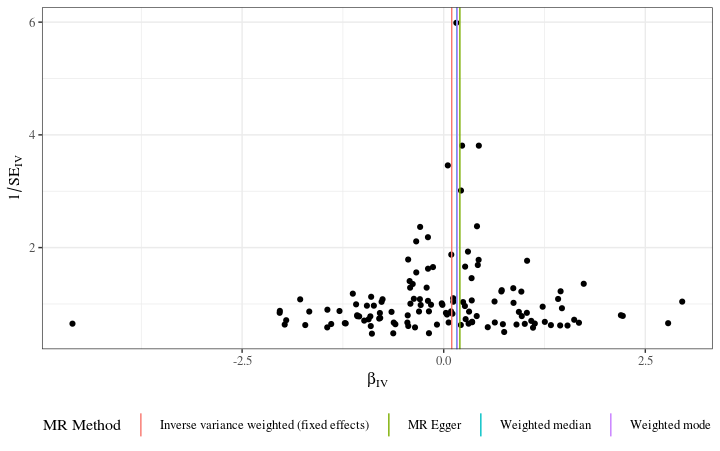 6
4
2
1/SE_IV
-2.5
0.0
2.5
β_IV
MR Method
Inverse variance weighted (fixed effects)
MR Egger
Weighted median
Weighted mode